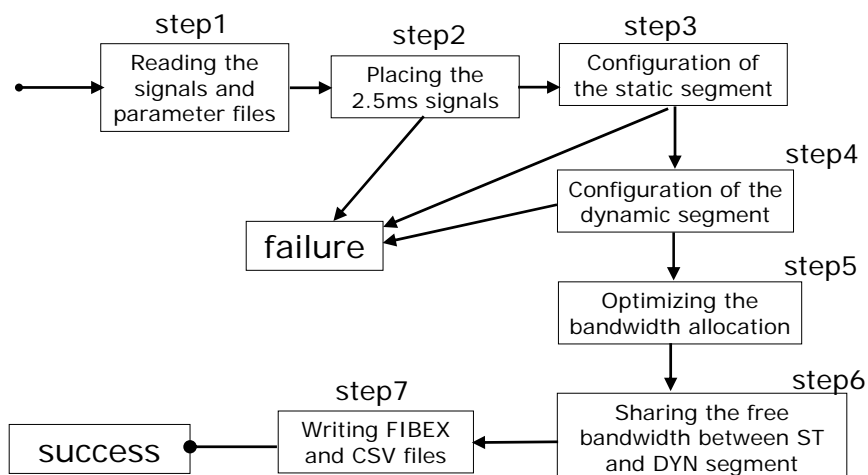 step1
Reading the
signals and
parameter files
step2
Placing the
2.5ms signals
step3
Configuration of
the static segment
step4
Configuration of the
dynamic segment
failure
step5
Optimizing the
bandwidth allocation
step6
Sharing the free
bandwidth between ST
and DYN segment
step7
Writing FIBEX
and CSV files
success